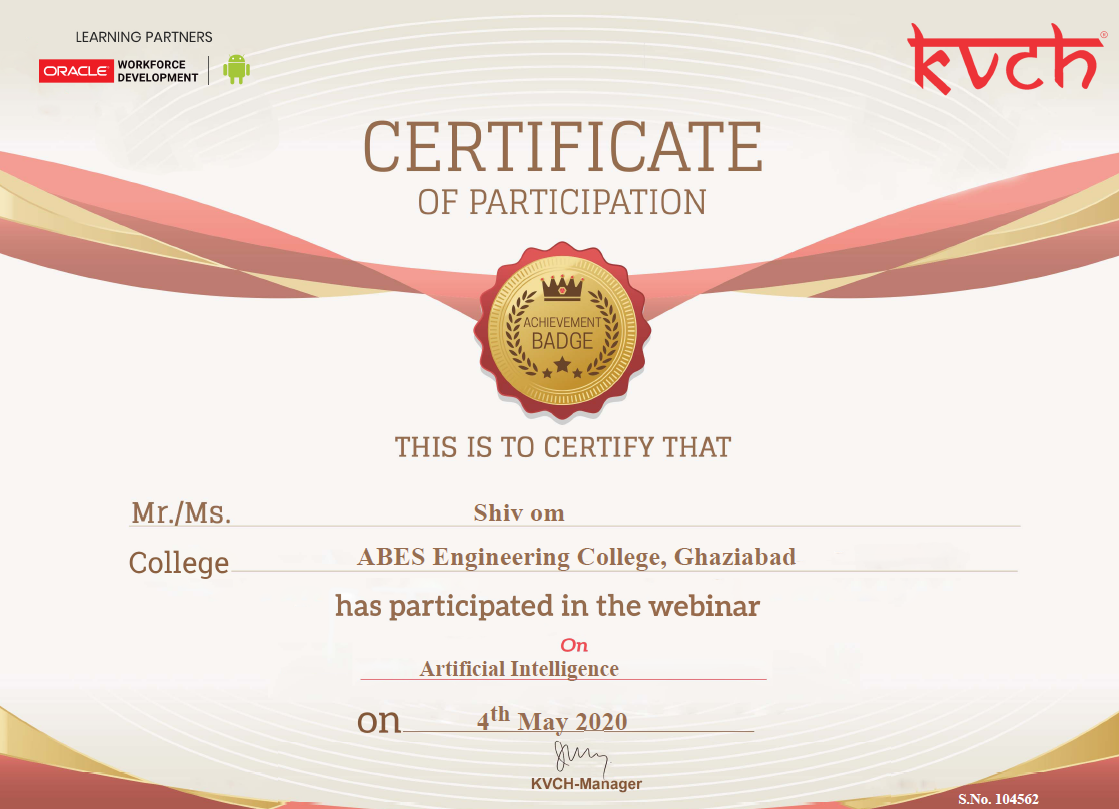 LEARNING PARTNERS
ORACLE WORKFORCE DEVELOPMENT
kvch®
CERTIFICATE
OF PARTICIPATION
ACHIEVEMENT
BADGE
THIS IS TO CERTIFY THAT
Mr./Ms. Shiv om
College ABES Engineering College, Ghaziabad
has participated in the webinar
On
Artificial Intelligence
on 4th May 2020
KVCH-Manager
S.No. 104562